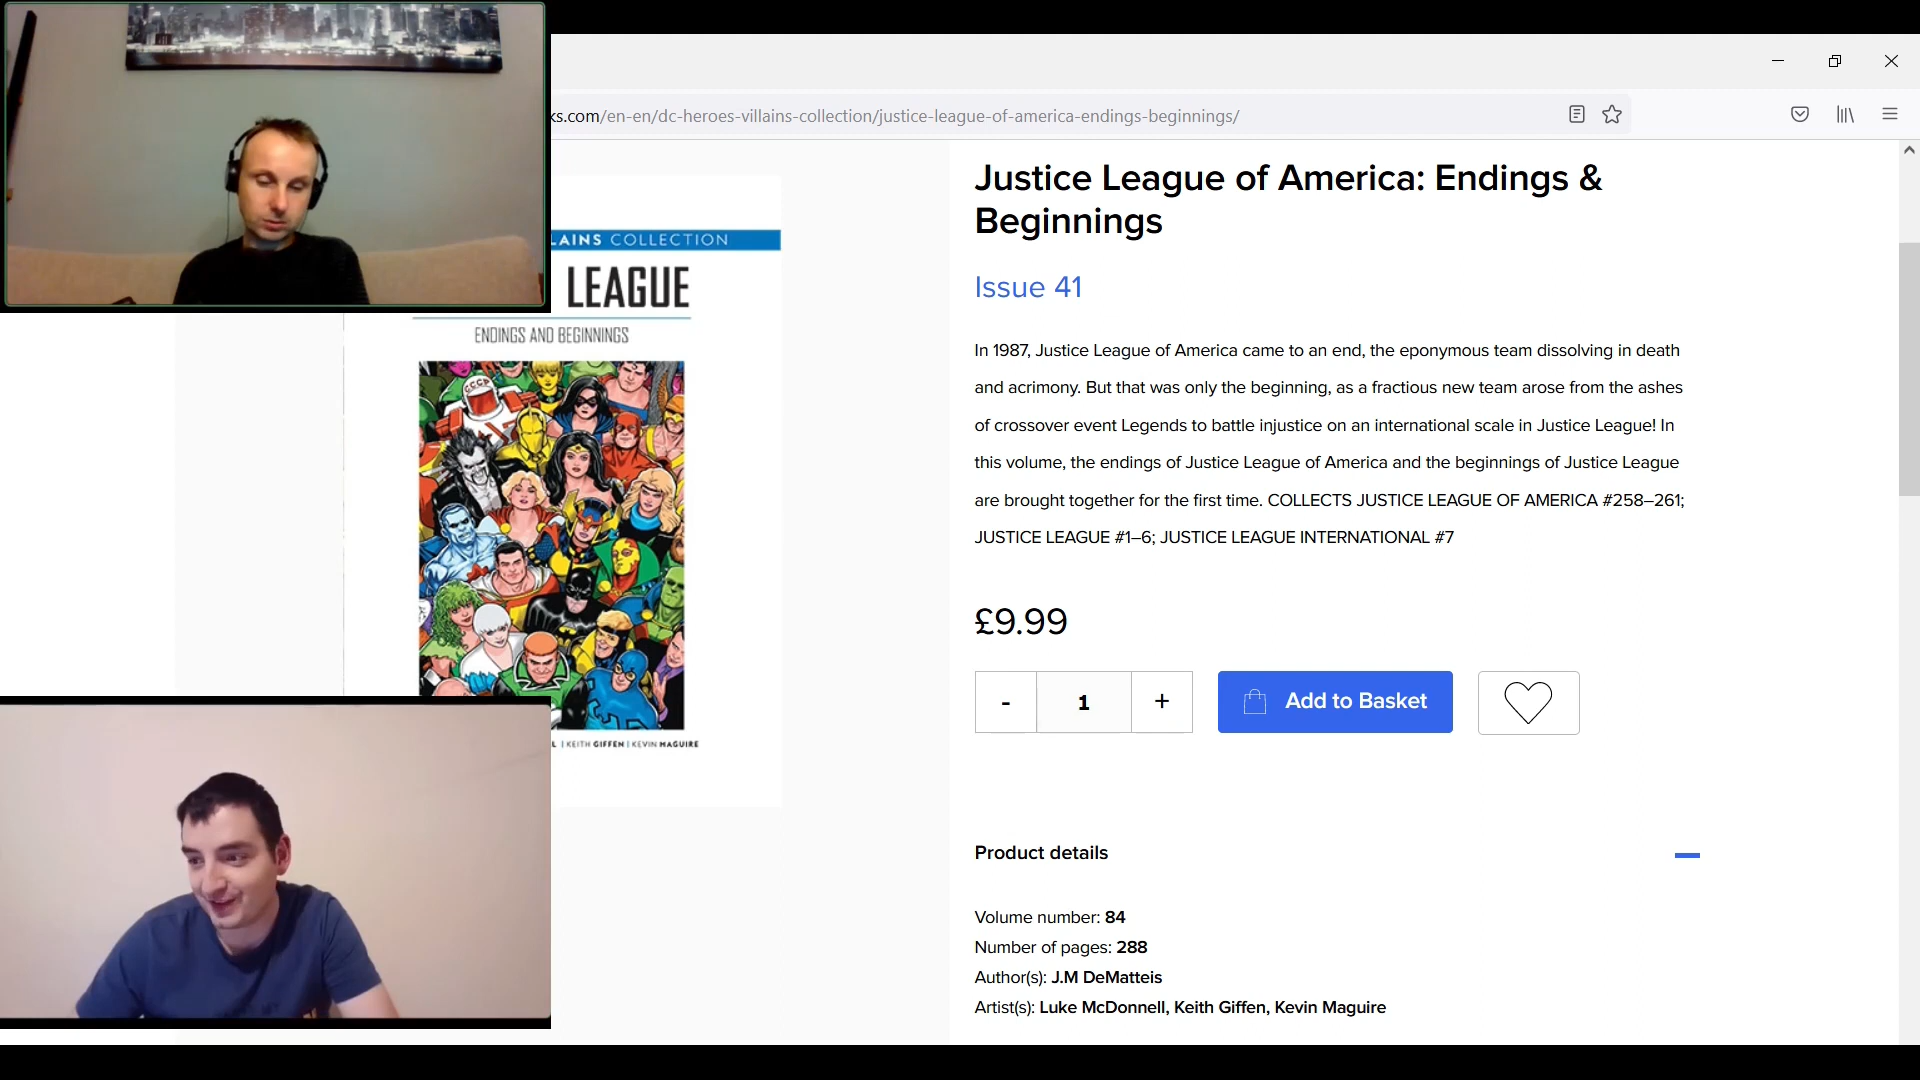 ks.com/en-en/dc-heroes-villains-collection/justice-league-of-america-endings-beginnings/
LAINS COLLECTION
LEAGUE
ENDINGS AND BEGINNINGS
CCCP
L | KEITH GIFFEN | KEVIN MAGUIRE
Justice League of America: Endings &
Beginnings
Issue 41
In 1987, Justice League of America came to an end, the eponymous team dissolving in death
and acrimony. But that was only the beginning, as a fractious new team arose from the ashes
of crossover event Legends to battle injustice on an international scale in Justice League! In
this volume, the endings of Justice League of America and the beginnings of Justice League
are brought together for the first time. COLLECTS JUSTICE LEAGUE OF AMERICA #258–261;
JUSTICE LEAGUE #1–6; JUSTICE LEAGUE INTERNATIONAL #7
£9.99
- 1 + Add to Basket
Product details
Volume number: 84
Number of pages: 288
Author(s): J.M DeMatteis
Artist(s): Luke McDonnell, Keith Giffen, Kevin Maguire